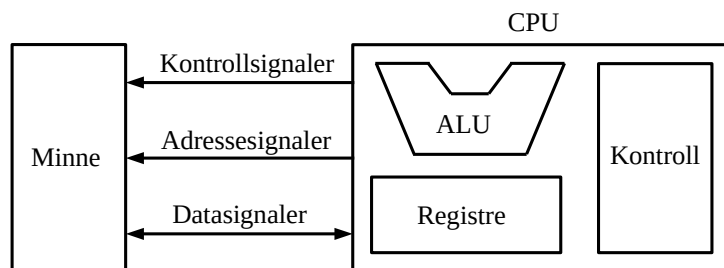 CPU
Kontrollsignaler
ALU
Adressesignaler
Minne
Kontroll
Datasignaler
Registre